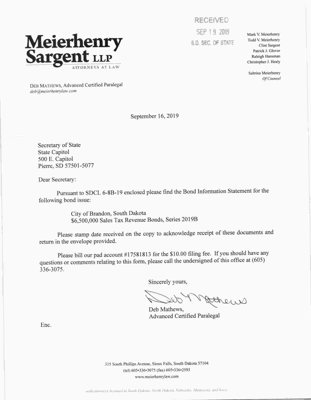 RECEIVED
SEP 19 2019
S.D. SEC. OF STATE
Meierhenry
Sargent LLP
ATTORNEYS AT LAW
Mark V. Meierhenry
Todd V. Meierhenry
Clint Sargent
Patrick J. Glover
Raleigh Hansman
Christopher J. Healy
Sabrina Meierhenry
Of Counsel
DEB MATHEWS, Advanced Certified Paralegal
deb@meierhenrylaw.com
September 16, 2019
Secretary of State
State Capitol
500 E. Capitol
Pierre, SD 57501-5077
Dear Secretary:
Pursuant to SDCL 6-8B-19 enclosed please find the Bond Information Statement for the
following bond issue:
City of Brandon, South Dakota
$6,500,000 Sales Tax Revenue Bonds, Series 2019B
Please stamp date received on the copy to acknowledge receipt of these documents and
return in the envelope provided.
Please bill our pad account #17581813 for the $10.00 filing fee. If you should have any
questions or comments relating to this form, please call the undersigned of this office at (605)
336-3075.
Sincerely yours,
Deb Mathews
Deb Mathews,
Advanced Certified Paralegal
Enc.
315 South Phillips Avenue, Sioux Falls, South Dakota 57104
(tel) 605•336•3075 (fax) 605•336•2593
www.meierhenrylaw.com